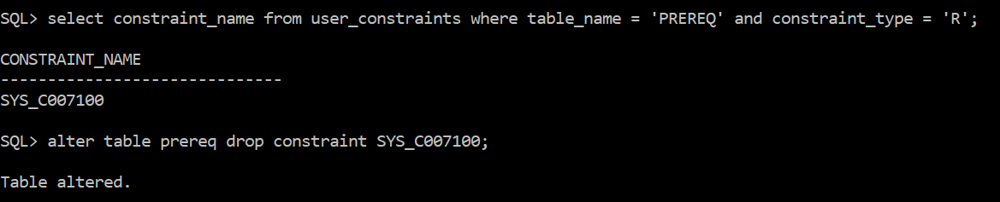 SQL> select constraint_name from user_constraints where table_name = 'PREREQ' and constraint_type = 'R';
CONSTRAINT_NAME
------------------------------
SYS_C007100
SQL> alter table prereq drop constraint SYS_C007100;
Table altered.